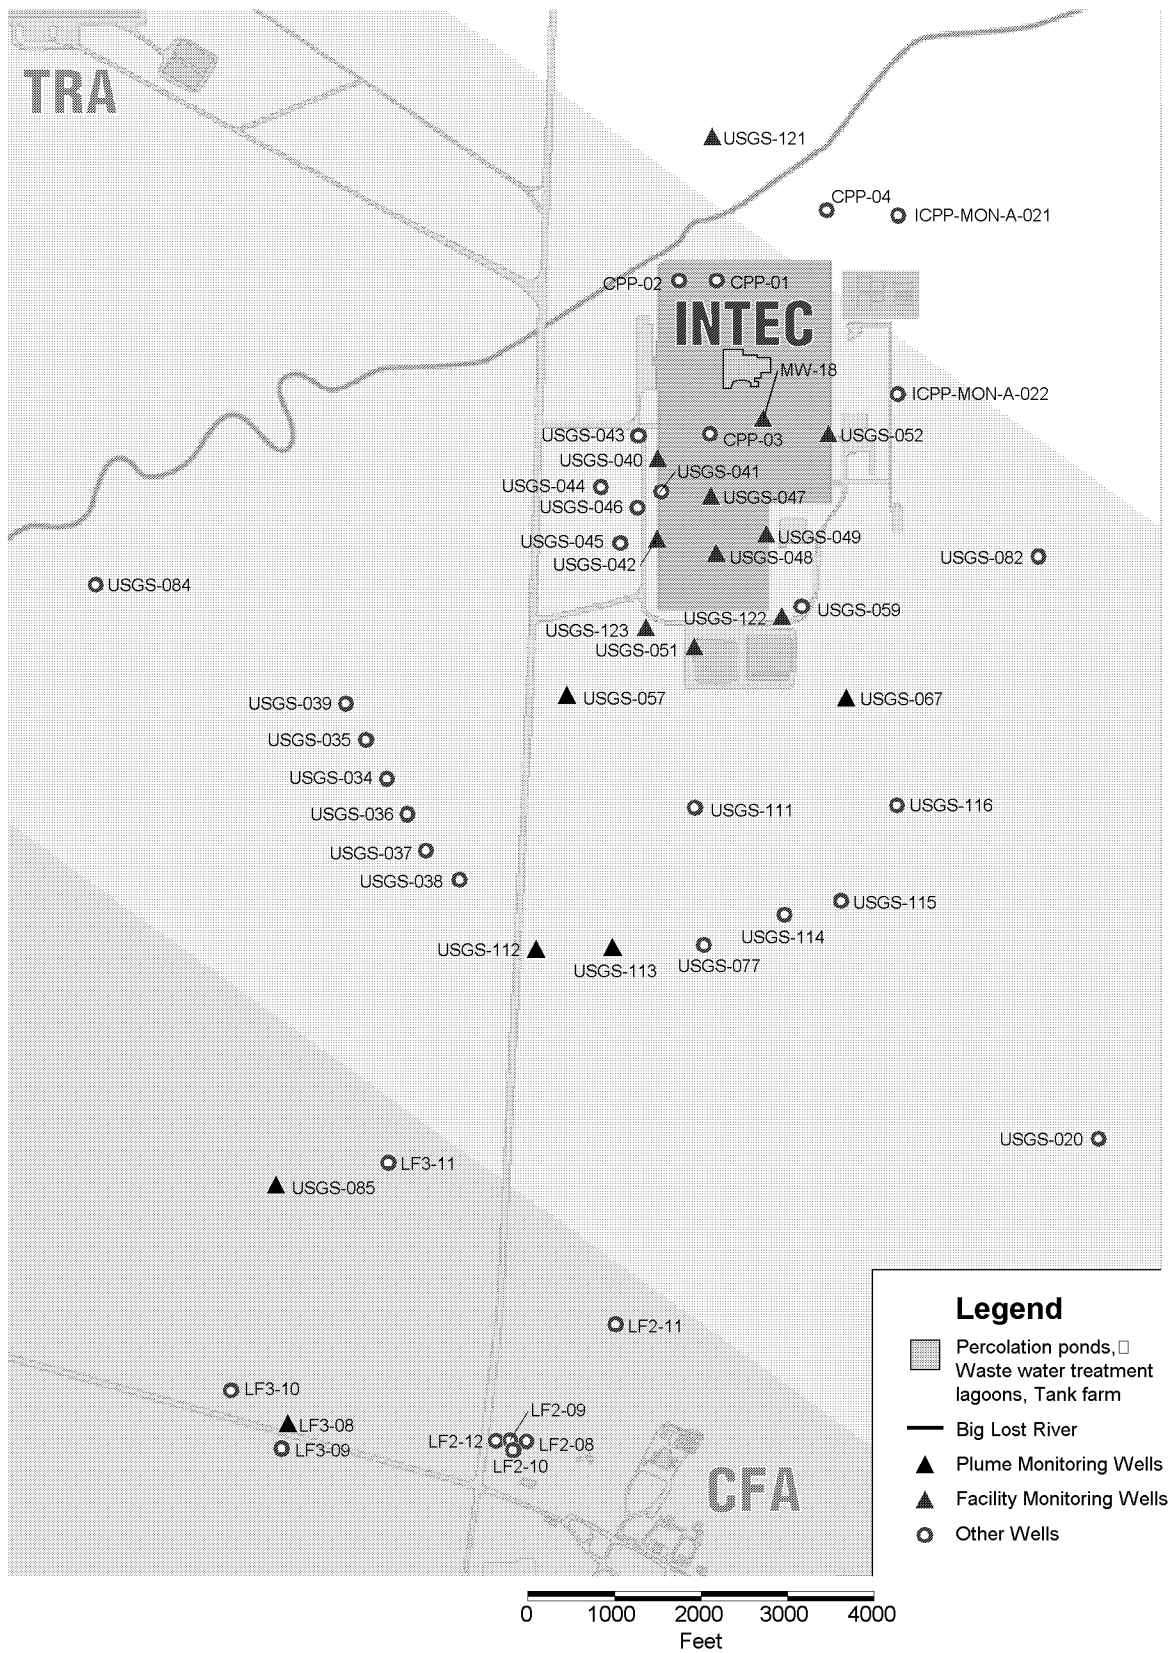 TRA
USGS-121
CPP-04
ICPP-MON-A-021
CPP-02
CPP-01
INTEC
MW-18
ICPP-MON-A-022
USGS-043
CPP-03
USGS-052
USGS-040
USGS-041
USGS-044
USGS-047
USGS-046
USGS-045
USGS-049
USGS-042
USGS-048
USGS-082
USGS-084
USGS-059
USGS-122
USGS-123
USGS-051
USGS-057
USGS-067
USGS-039
USGS-035
USGS-034
USGS-036
USGS-111
USGS-116
USGS-037
USGS-038
USGS-115
USGS-114
USGS-112
USGS-113
USGS-077
USGS-020
LF3-11
USGS-085
LF2-11
LF3-10
LF2-09
LF3-08
LF3-09
LF2-12
LF2-08
LF2-10
CFA
Legend
Percolation ponds,□
Waste water treatment
lagoons, Tank farm
Big Lost River
Plume Monitoring Wells
Facility Monitoring Wells
Other Wells
0 1000 2000 3000 4000
Feet